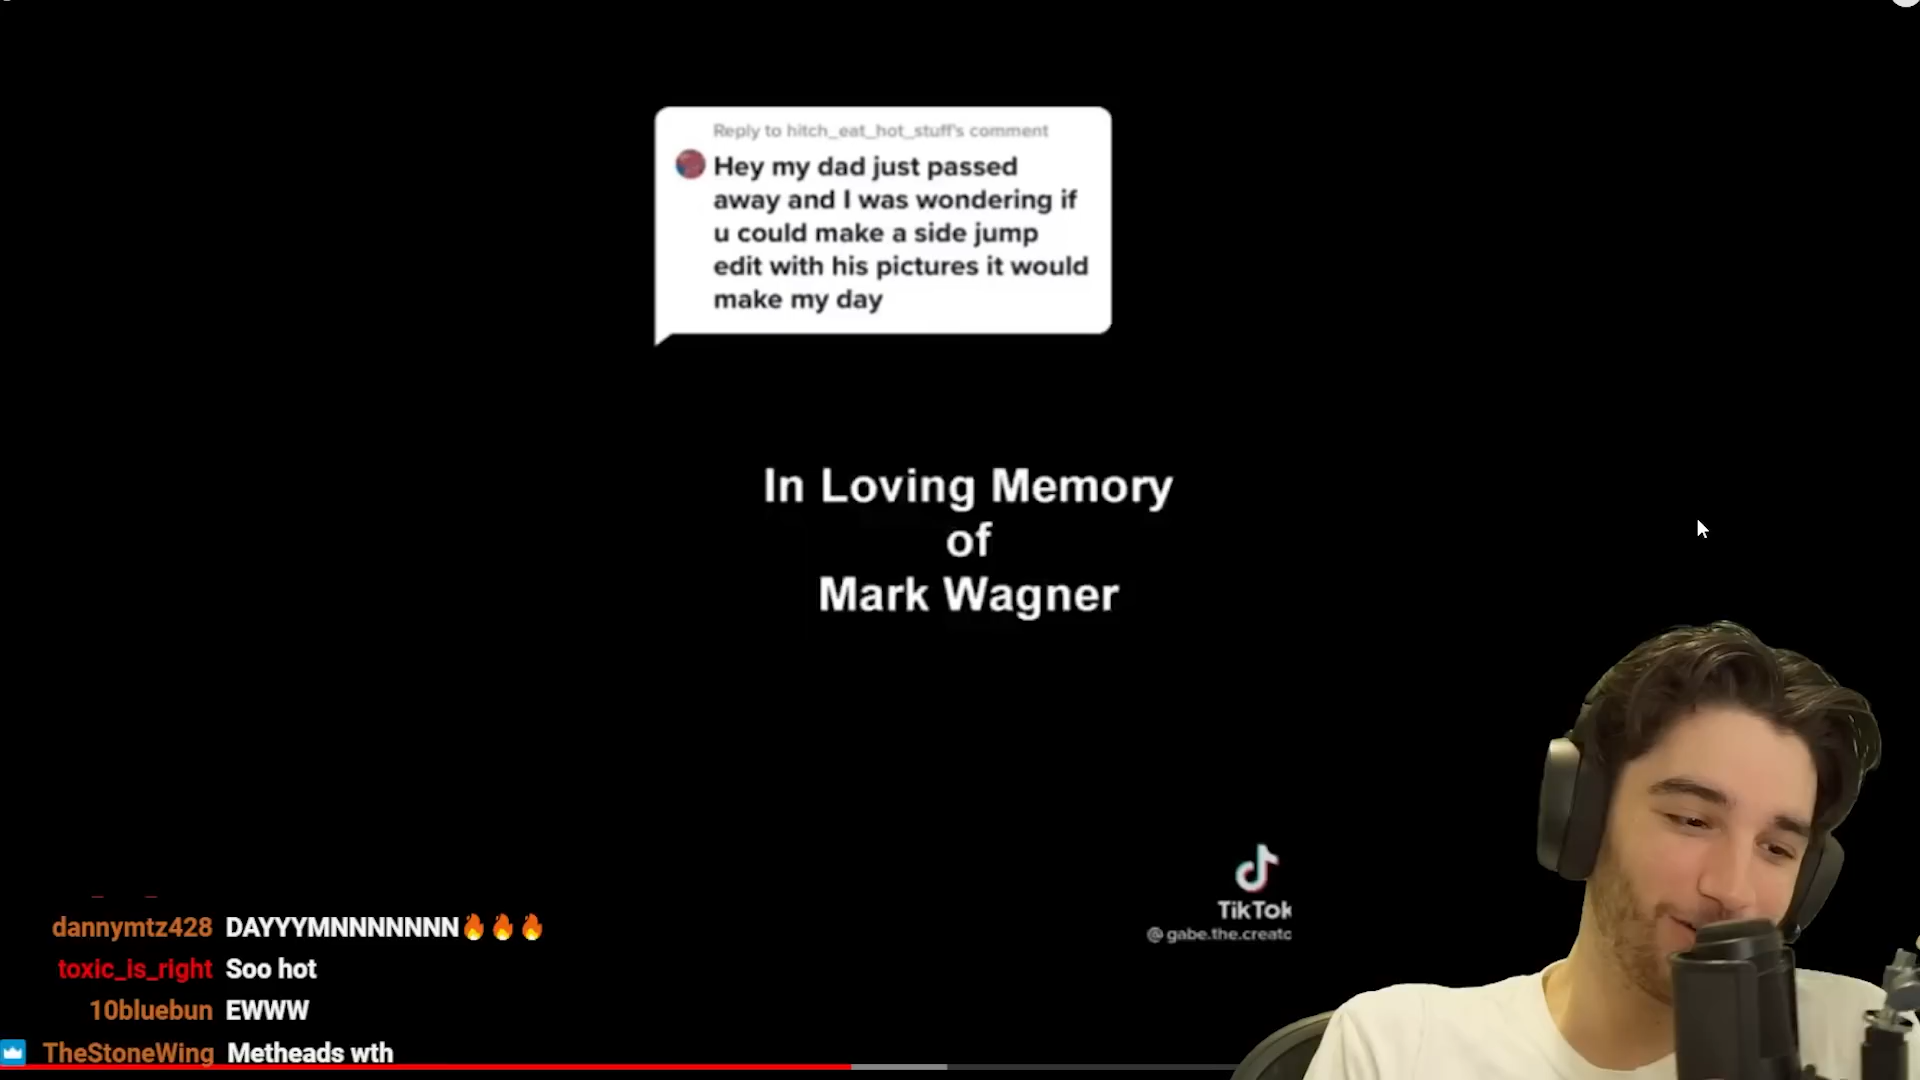 Reply to hitch_eat_hot_stuff's comment
Hey my dad just passed
away and I was wondering if
u could make a side jump
edit with his pictures it would
make my day
In Loving Memory
of
Mark Wagner
TikTok
@gabe.the.creatc
dannymtz428 DAYYYMNNNNNNN🔥🔥🔥
toxic_is_right Soo hot
10bluebun EWWW
TheStoneWing Metheads wth